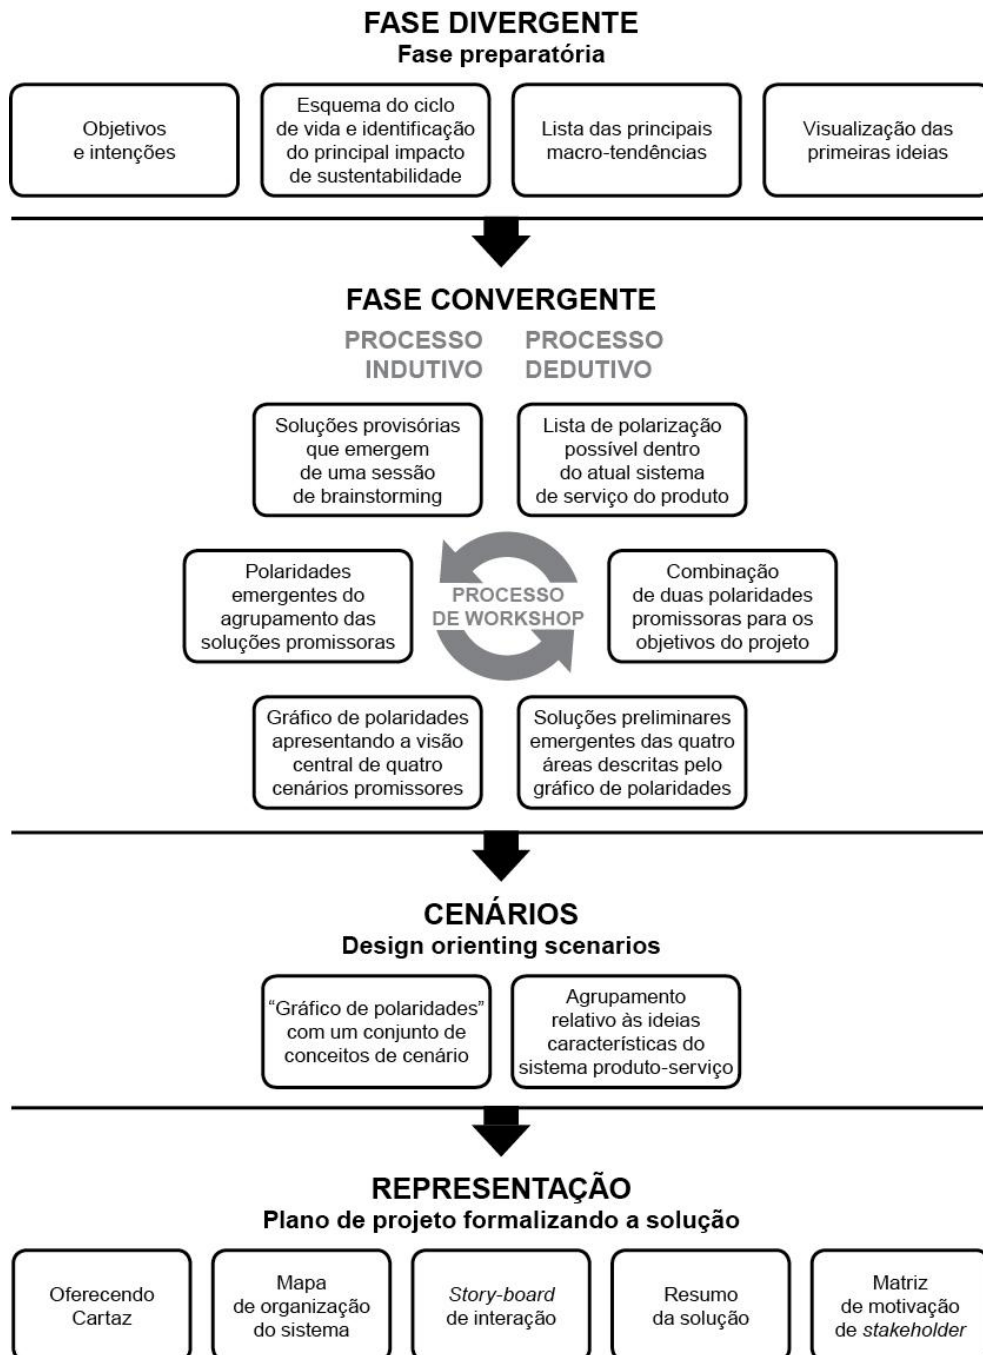 FASE DIVERGENTE
Fase preparatória
Objetivos
e intenções
Esquema do ciclo
de vida e identificação
do principal impacto
de sustentabilidade
Lista das principais
macro-tendências
Visualização das
primeiras ideias
FASE CONVERGENTE
PROCESSO
INDUTIVO
PROCESSO
DEDUTIVO
Soluções provisórias
que emergem
de uma sessão
de brainstorming
Lista de polarização
possível dentro
do atual sistema
de serviço do produto
Polaridades
emergentes do
agrupamento das
soluções promissoras
PROCESSO
DE WORKSHOP
Combinação
de duas polaridades
promissoras para os
objetivos do projeto
Gráfico de polaridades
apresentando a visão
central de quatro
cenários promissores
Soluções preliminares
emergentes das quatro
áreas descritas pelo
gráfico de polaridades
CENÁRIOS
Design orienting scenarios
“Gráfico de polaridades”
com um conjunto de
conceitos de cenário
Agrupamento
relativo às ideias
características do
sistema produto-serviço
REPRESENTAÇÃO
Plano de projeto formalizando a solução
Oferecendo
Cartaz
Mapa
de organização
do sistema
Story-board
de interação
Resumo
da solução
Matriz
de motivação
de stakeholder